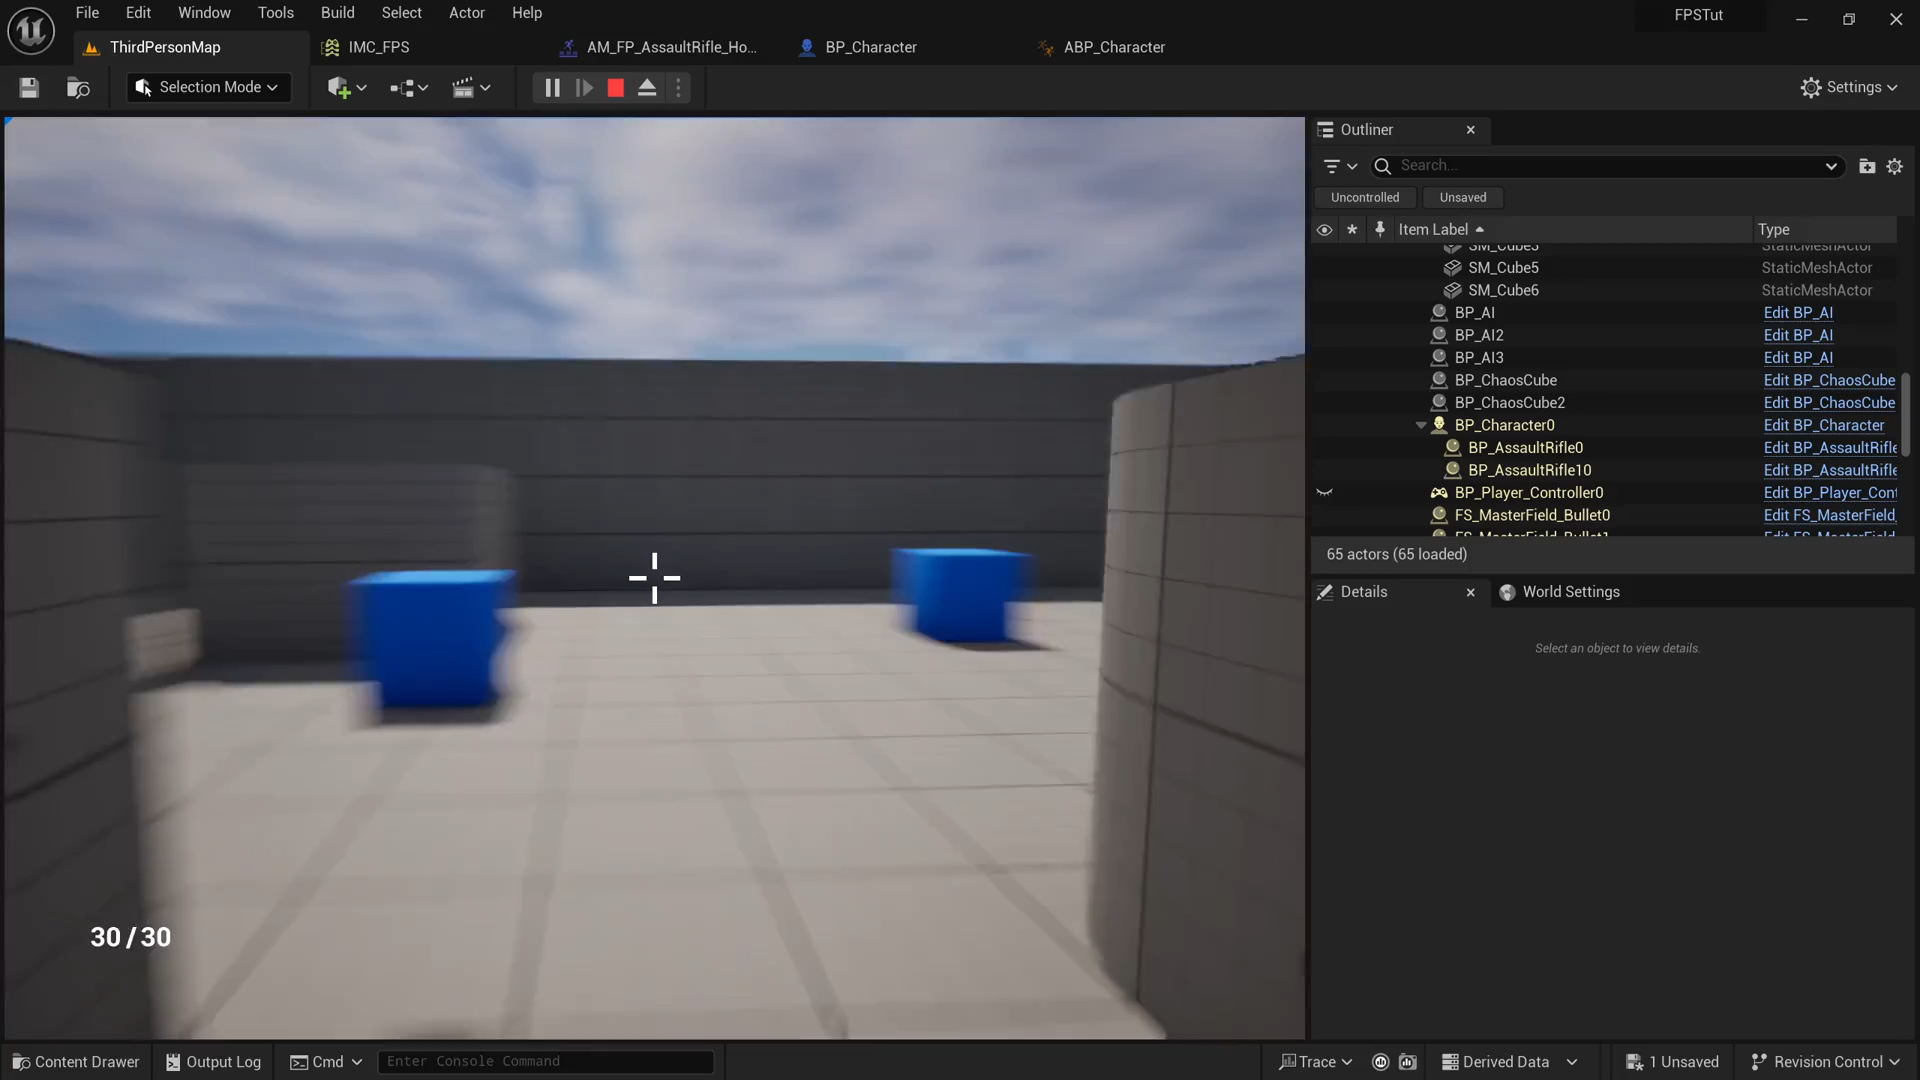 File Edit Window Tools Build Select Actor Help FPSTut
ThirdPersonMap IMC_FPS AM_FP_AssaultRifle_Ho... BP_Character ABP_Character
Selection Mode Settings
Outliner
Search...
Uncontrolled Unsaved
Item Label Type
SM_Cube3 StaticMeshActor
SM_Cube5 StaticMeshActor
SM_Cube6 StaticMeshActor
BP_AI Edit BP_AI
BP_AI2 Edit BP_AI
BP_AI3 Edit BP_AI
BP_ChaosCube Edit BP_ChaosCube
BP_ChaosCube2 Edit BP_ChaosCube
BP_Character0 Edit BP_Character
BP_AssaultRifle0 Edit BP_AssaultRifle
BP_AssaultRifle10 Edit BP_AssaultRifle
BP_Player_Controller0 Edit BP_Player_Cont
FS_MasterField_Bullet0 Edit FS_MasterField_
FS_MasterField_Bullet1
65 actors (65 loaded)
Details World Settings
Select an object to view details.
30/30
Content Drawer Output Log Cmd Enter Console Command Trace Derived Data 1 Unsaved Revision Control